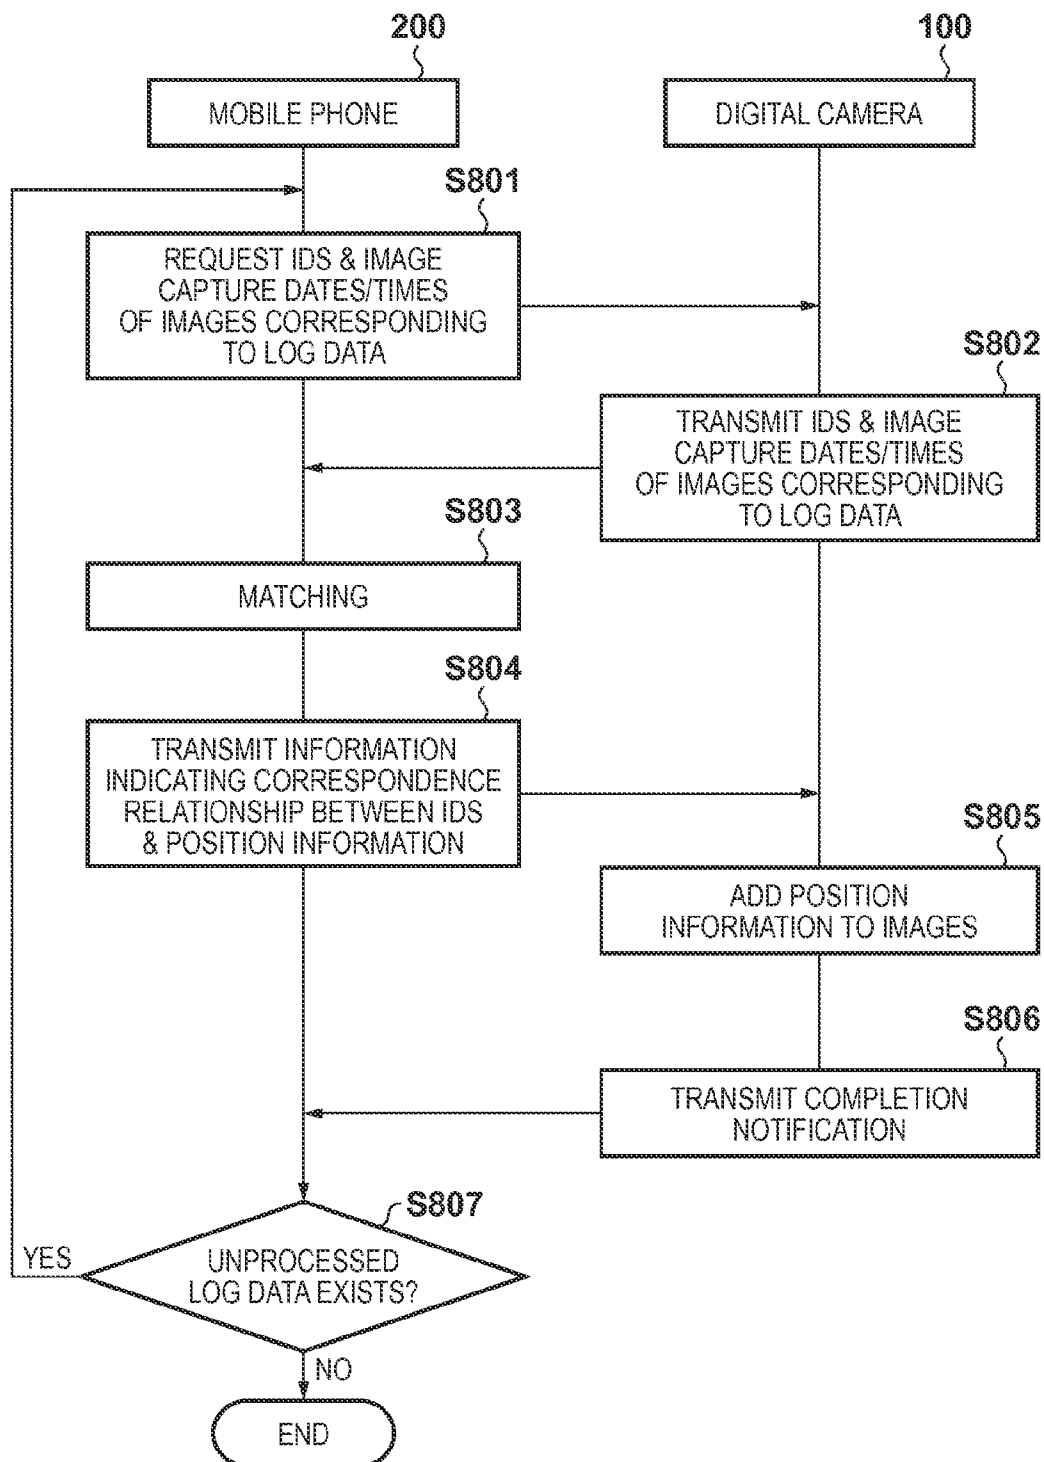 200
100
MOBILE PHONE
DIGITAL CAMERA
S801
REQUEST IDS & IMAGE
CAPTURE DATES/TIMES
OF IMAGES CORRESPONDING
TO LOG DATA
S802
TRANSMIT IDS & IMAGE
CAPTURE DATES/TIMES
OF IMAGES CORRESPONDING
TO LOG DATA
S803
MATCHING
S804
TRANSMIT INFORMATION
INDICATING CORRESPONDENCE
RELATIONSHIP BETWEEN IDS
& POSITION INFORMATION
S805
ADD POSITION
INFORMATION TO IMAGES
S806
TRANSMIT COMPLETION
NOTIFICATION
S807
YES
UNPROCESSED
LOG DATA EXISTS?
NO
END